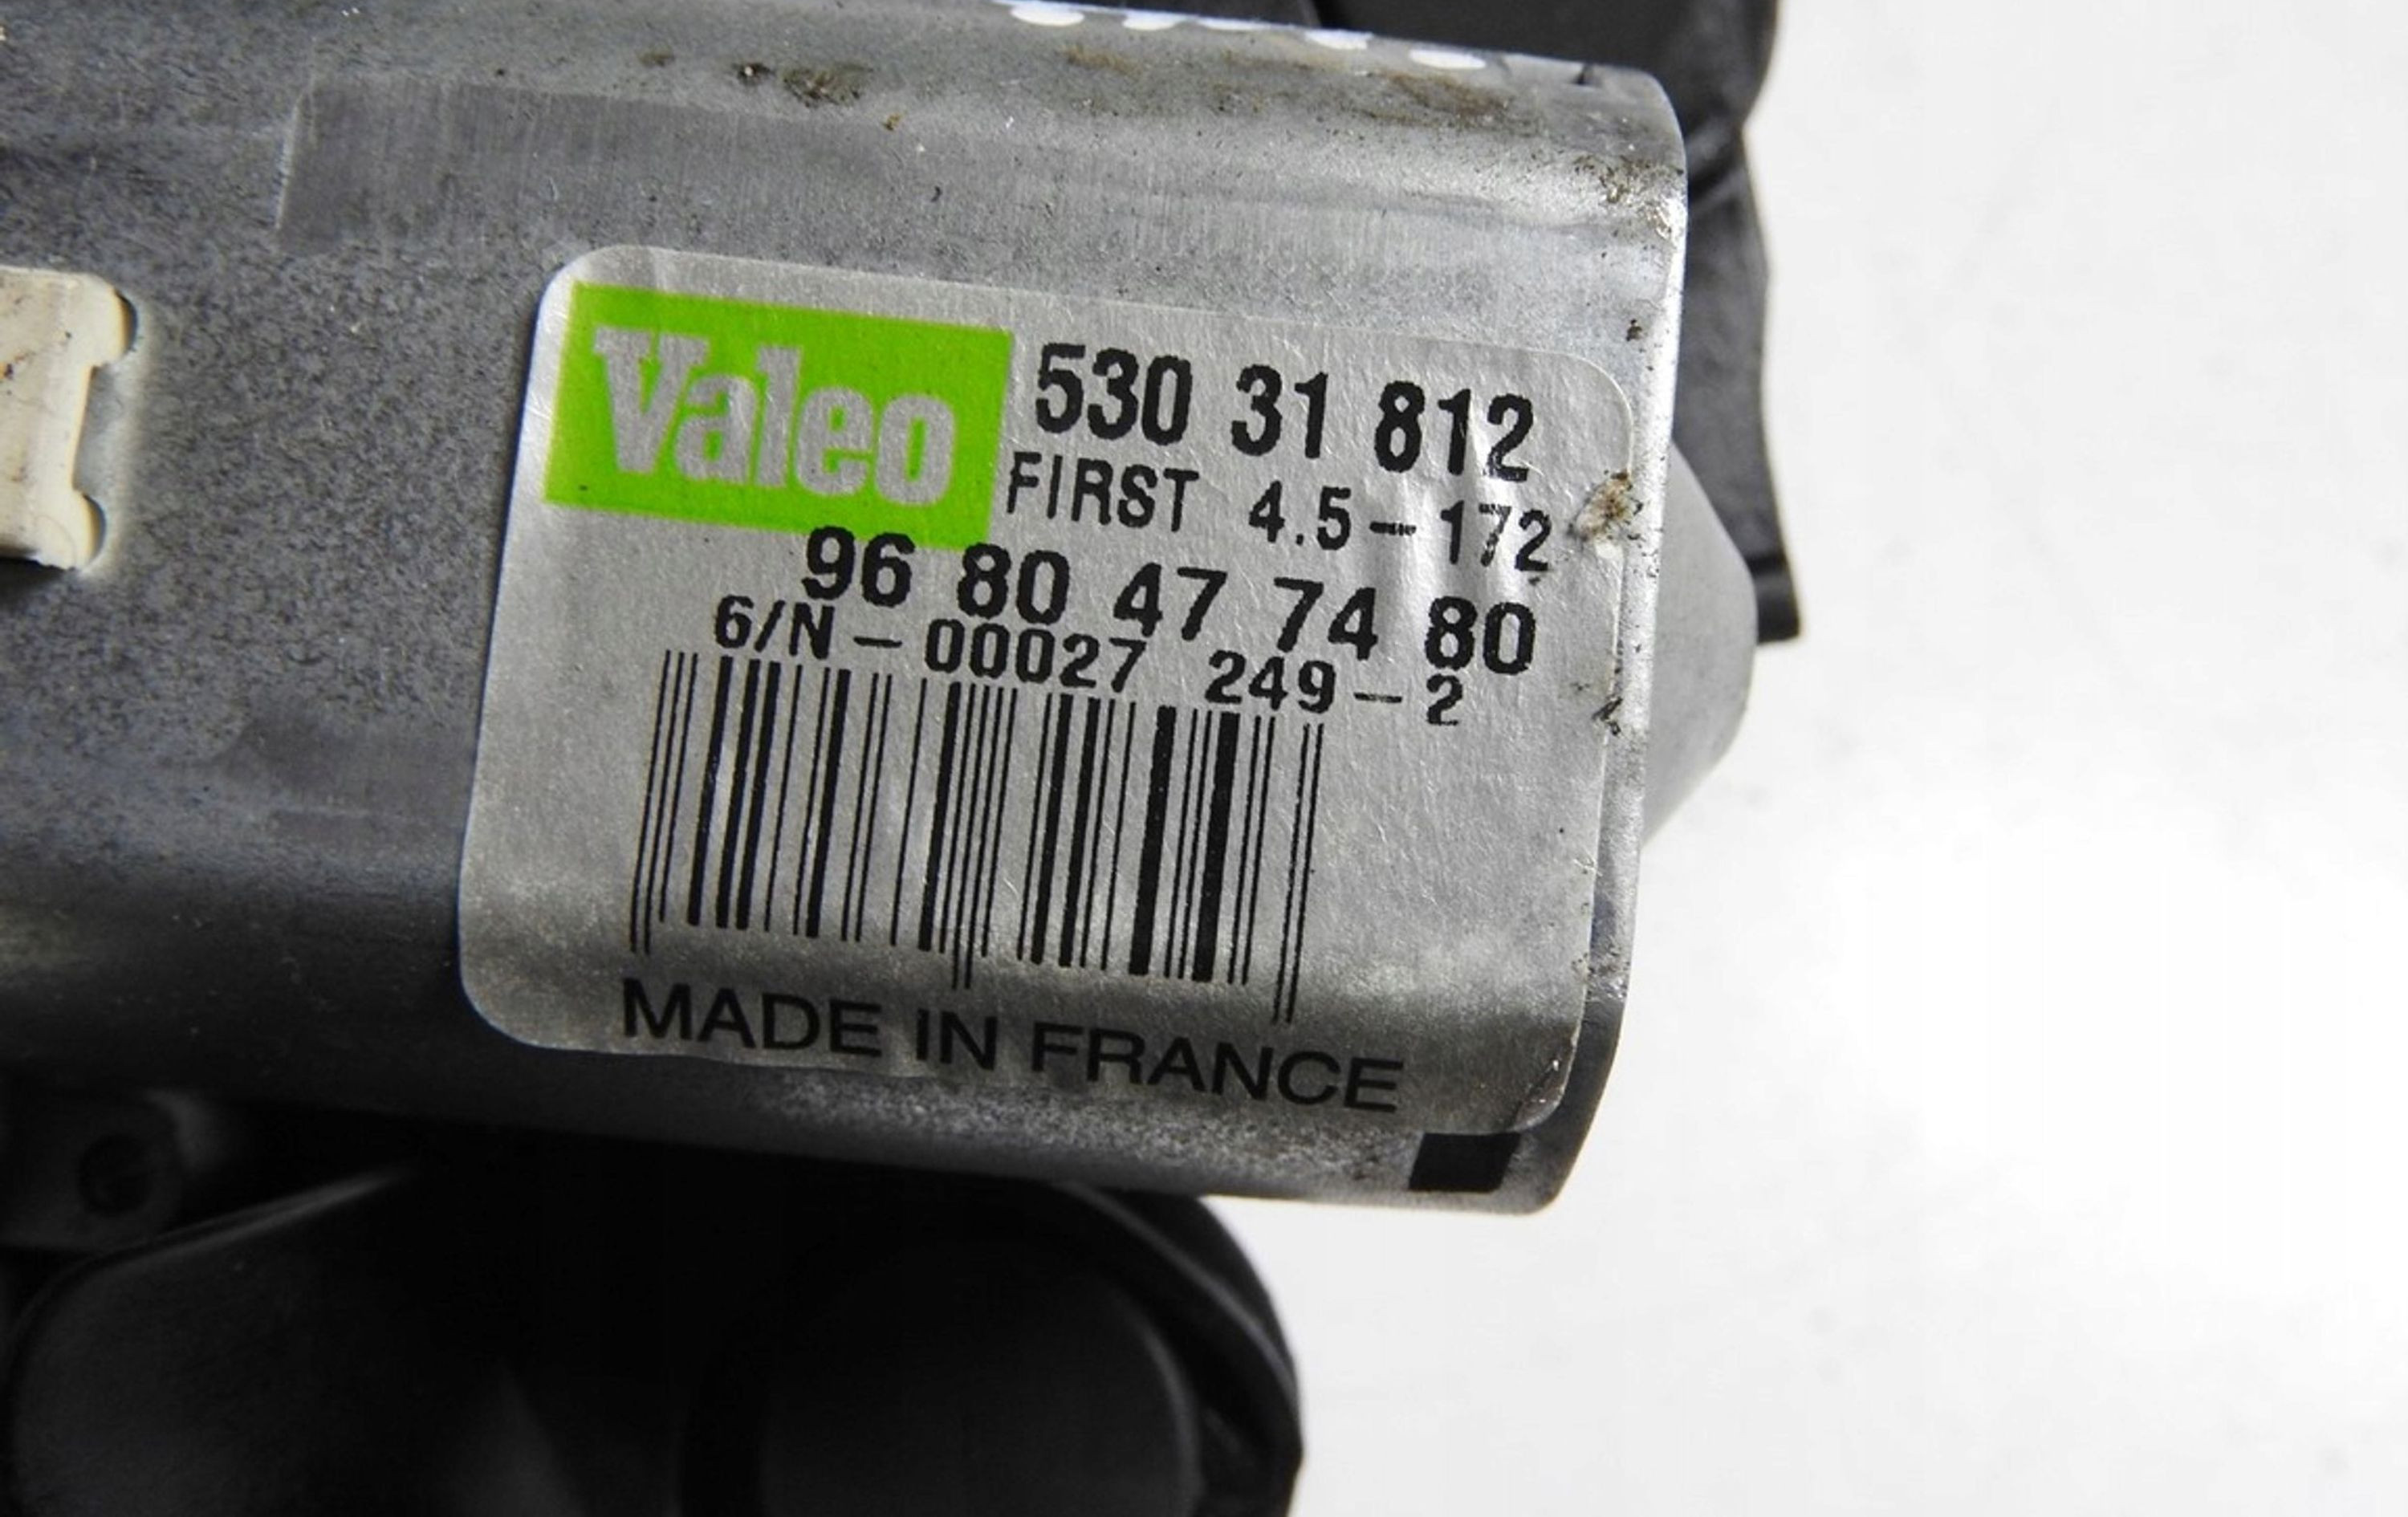 Valeo
530 31 812
FIRST 4.5-172
96 80 47 74 80
6/N-00027 249-2
MADE IN FRANCE